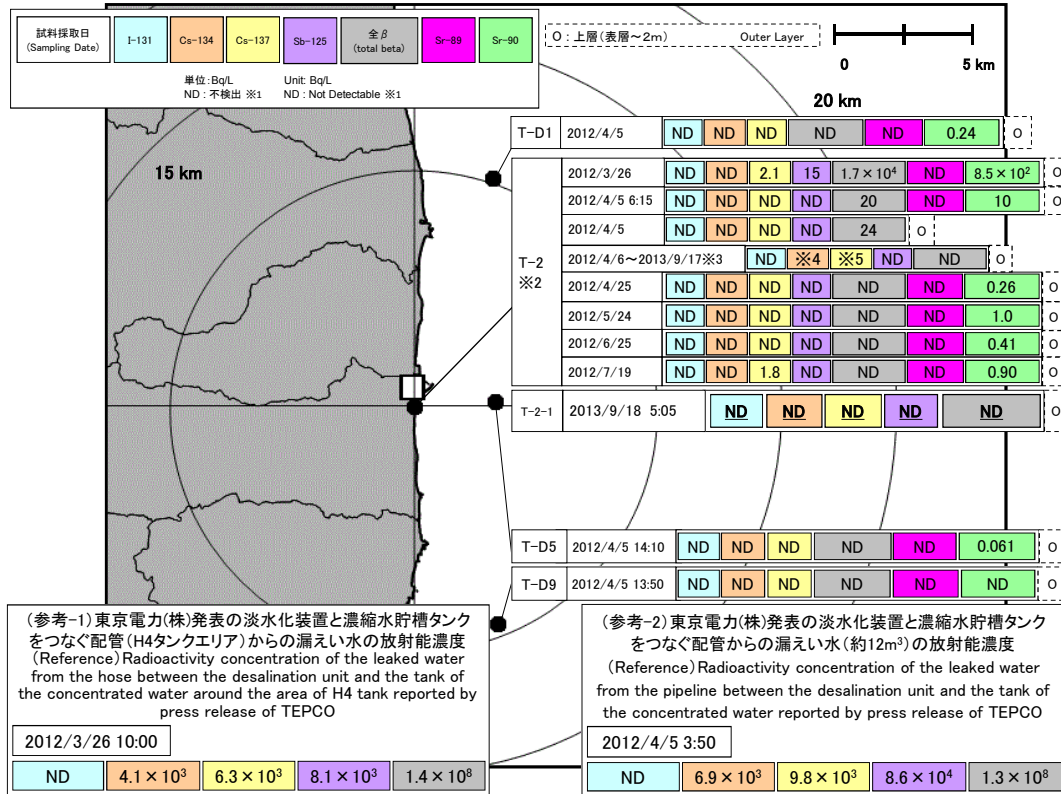 試料採取日
(Sampling Date)
I-131
Cs-134
Cs-137
Sb-125
全β
(total beta)
Sr-89
Sr-90
単位:Bq/L Unit: Bq/L
ND : 不検出 ※1 ND : Not Detectable ※1
O : 上層(表層~2m) Outer Layer
0 5 km
20 km
15 km
T-D1 2012/4/5 ND ND ND ND ND 0.24 O
T-2
※2
2012/3/26 ND ND 2.1 15 1.7×10⁴ ND 8.5×10² O
2012/4/5 6:15 ND ND ND ND 20 ND 10 O
2012/4/5 ND ND ND ND 24 O
2012/4/6~2013/9/17※3 ND ※4 ※5 ND ND O
2012/4/25 ND ND ND ND ND ND 0.26 O
2012/5/24 ND ND ND ND ND ND 1.0 O
2012/6/25 ND ND ND ND ND ND 0.41 O
2012/7/19 ND ND 1.8 ND ND ND 0.90 O
T-2-1 2013/9/18 5:05 ND ND ND ND ND O
T-D5 2012/4/5 14:10 ND ND ND ND ND 0.061 O
T-D9 2012/4/5 13:50 ND ND ND ND ND ND O
(参考-1)東京電力(株)発表の淡水化装置と濃縮水貯槽タンク
をつなぐ配管(H4タンクエリア)からの漏えい水の放射能濃度
(Reference) Radioactivity concentration of the leaked water
from the hose between the desalination unit and the tank of
the concentrated water around the area of H4 tank reported by
press release of TEPCO
2012/3/26 10:00
ND 4.1×10³ 6.3×10³ 8.1×10³ 1.4×10⁸
(参考-2)東京電力(株)発表の淡水化装置と濃縮水貯槽タンク
をつなぐ配管からの漏えい水(約12m³)の放射能濃度
(Reference) Radioactivity concentration of the leaked water
from the pipeline between the desalination unit and the tank of
the concentrated water reported by press release of TEPCO
2012/4/5 3:50
ND 6.9×10³ 9.8×10³ 8.6×10⁴ 1.3×10⁸